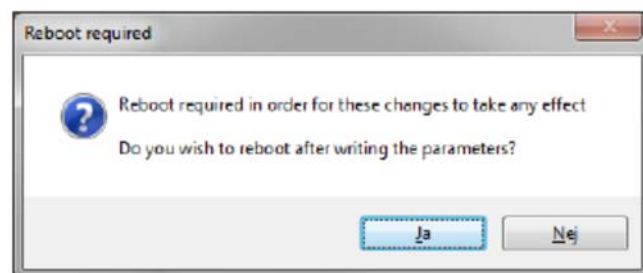 Reboot required
Reboot required in order for these changes to take any effect
Do you wish to reboot after writing the parameters?
Ja
Nej